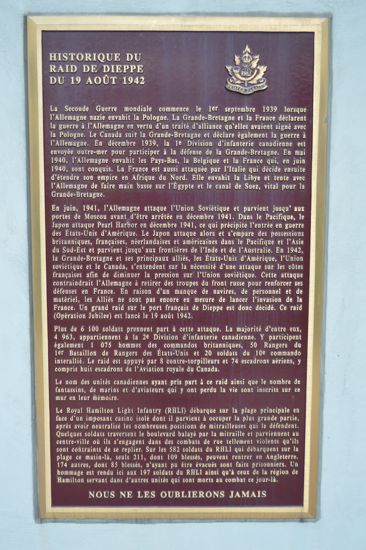 HISTORIQUE DU
RAID DE DIEPPE
DU 19 AOÛT 1942
La Seconde Guerre mondiale commence le 1er septembre 1939 lorsque
l'Allemagne nazie envahit la Pologne. La Grande-Bretagne et la France déclarent
la guerre à l'Allemagne en vertu d'un traité d'alliance qu'elles avaient signé avec
la Pologne. Le Canada suit la Grande-Bretagne et déclare également la guerre à
l'Allemagne. En décembre 1939, la 1e Division d'infanterie canadienne est
envoyée outre-mer pour participer à la défense de la Grande-Bretagne. En mai
1940, l'Allemagne envahit les Pays-Bas, la Belgique et la France qui, en juin
1940, sont conquis. La France est aussi attaquée par l'Italie qui décide ensuite
d'étendre son empire en Afrique du Nord. Elle envahit la Libye et tente avec
l'Allemagne de faire main basse sur l'Égypte et le canal de Suez, vital pour la
Grande-Bretagne.
En juin, 1941, l'Allemagne attaque l'Union Soviétique et parvient jusqu'aux
portes de Moscou avant d'être arrêtée en décembre 1941. Dans le Pacifique, le
Japon attaque Pearl Harbor en décembre 1941, ce qui précipite l'entrée en guerre
des États-Unis d'Amérique. Le Japon attaque alors et s'empare des possessions
britanniques, françaises, néerlandaises et américaines dans le Pacifique et l'Asie
du Sud-Est et parvient jusqu'aux frontières de l'Inde et de l'Australie. En 1942,
la Grande-Bretagne et ses principaux alliés, les États-Unis d'Amérique, l'Union
soviétique et le Canada, s'entendent sur la nécessité d'une attaque sur les côtes
françaises afin de diminuer la pression sur l'Union soviétique. Cette attaque
contraindrait l'Allemagne à retirer des troupes du front russe pour renforcer ses
défenses en France. En raison d'un manque de navires, de personnel et de
matériel, les Alliés ne sont pas encore en mesure de lancer l'invasion de la
France. Un grand raid sur le port français de Dieppe est donc décidé. Ce raid
(Opération Jubilee) est lancé le 19 août 1942.
Plus de 6 100 soldats prennent part à cette attaque. La majorité d'entre eux,
4 963, appartiennent à la 2e Division d'infanterie canadienne. Y participent
également 1 075 homme des commandos britanniques, 50 Rangers du
1er Bataillon de Rangers des États-Unis et 20 soldats du 10e commando
interallié. Le raid est appuyé par 8 contre-torpilleurs et 74 escadrons aériens, y
compris huit escadrons de l'Aviation royale du Canada.
Le nom des unités canadiennes ayant pris part à ce raid ainsi que le nombre de
fantassins, de marins et d'aviateurs qui y ont perdu la vie sont inscrits sur ce
mur en leur mémoire.
Le Royal Hamilton Light Infantry (RHLI) débarque sur la plage principale en
face d'un imposant casino isolé dont il parvient à occuper la plus grande partie,
après avoir neutralisé les nombreuses positions de mitrailleuses qui le défendent.
Quelques soldats traversent le boulevard balayé par la mitraille et parviennent au
centre-ville où ils s'engagent dans des combats de rue tellement violents qu'ils
sont contraints de se replier. Sur les 582 soldats du RHLI qui débarquent sur la
plage ce matin-là, seuls 211, dont 109 blessés, peuvent rentrer en Angleterre.
174 autres, dont 85 blessés, n'ayant pu être évacués sont faits prisonniers. Un
hommage est rendu ici aux 197 soldats du RHLI ainsi qu'à ceux de la région de
Hamilton servant dans d'autres unités qui sont morts au combat ce jour-là.
NOUS NE LES OUBLIERONS JAMAIS